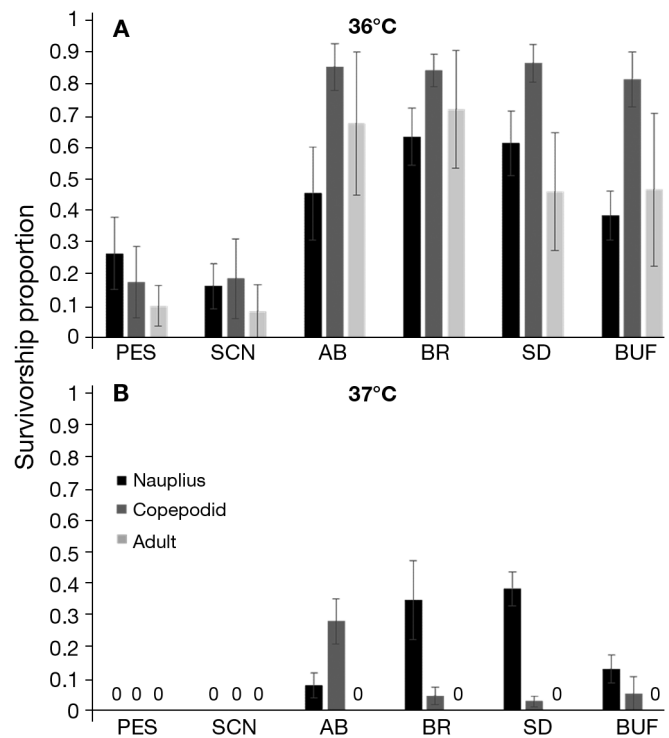 A
36°C
1
0.9
0.8
0.7
0.6
0.5
0.4
0.3
0.2
0.1
0
PES SCN AB BR SD BUF
Survivorship proportion
B
37°C
1
0.9
0.8
0.7
0.6
0.5
0.4
0.3
0.2
0.1
0
Nauplius
Copepodid
Adult
0 0 0 0 0 0 0 0 0 0
PES SCN AB BR SD BUF